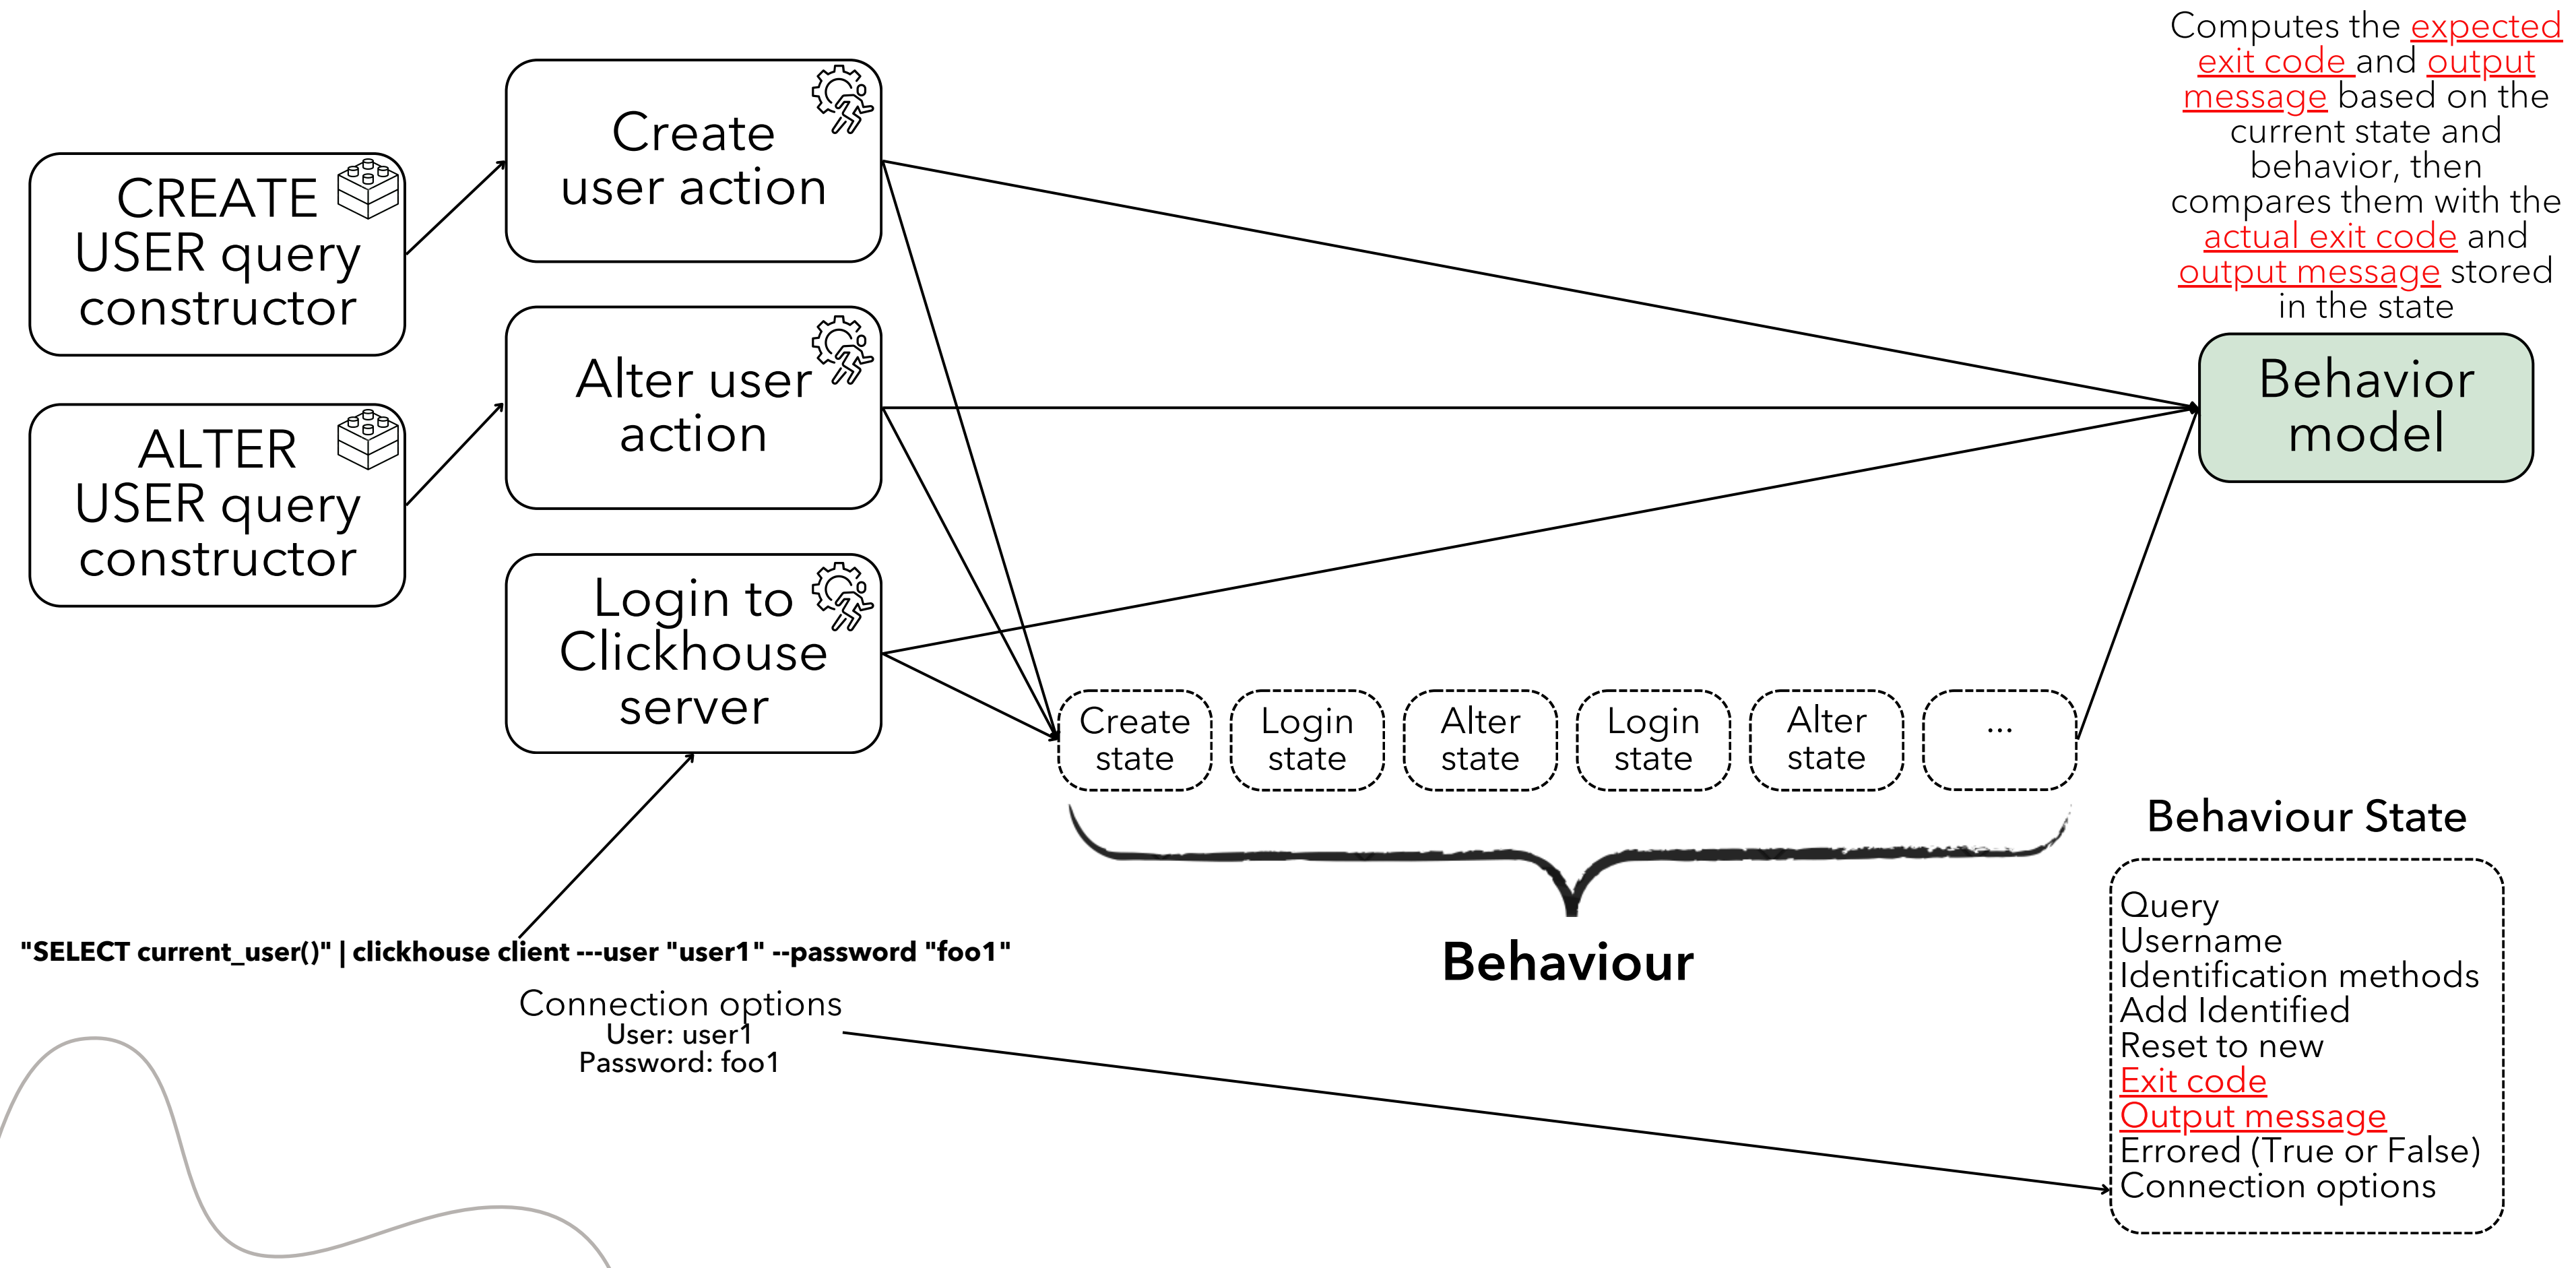 CREATE
USER query
constructor
ALTER
USER query
constructor
Create
user action
Alter user
action
Login to
Clickhouse
server
"SELECT current_user()" | clickhouse client ---user "user1" --password "foo1"
Connection options
User: user1
Password: foo1
Create
state
Login
state
Alter
state
Login
state
Alter
state
...
Behaviour
Computes the expected
exit code and output
message based on the
current state and
behavior, then
compares them with the
actual exit code and
output message stored
in the state
Behavior
model
Behaviour State
Query
Username
Identification methods
Add Identified
Reset to new
Exit code
Output message
Errored (True or False)
Connection options